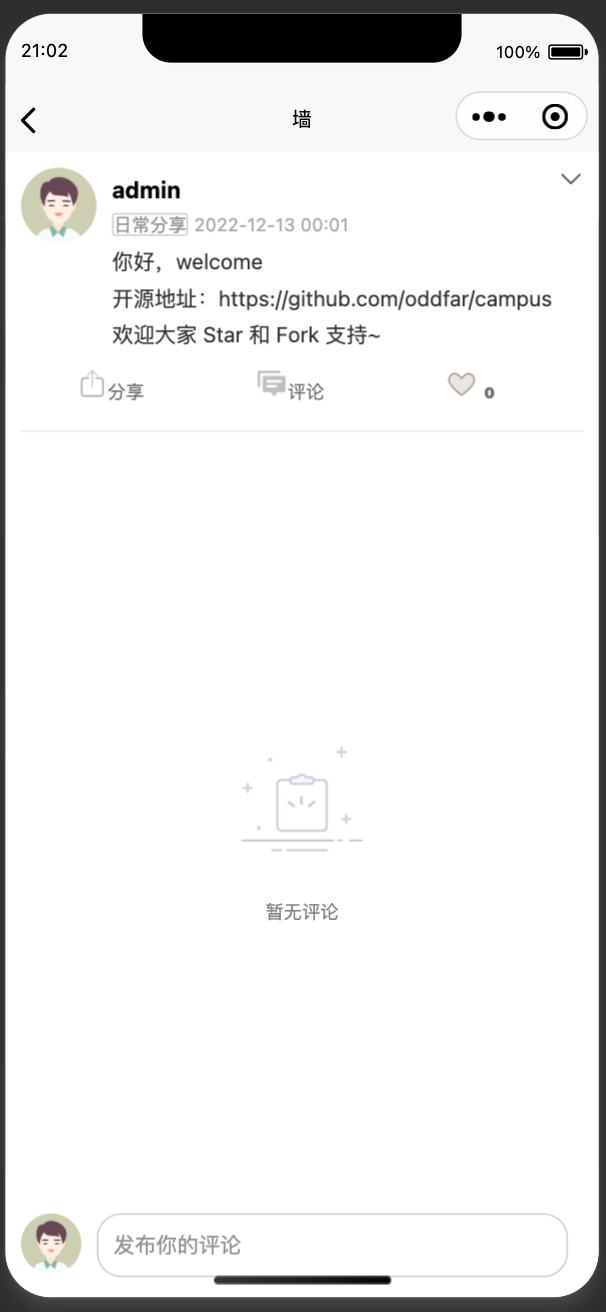 21:02
100%
墙
admin
日常分享 2022-12-13 00:01
你好，welcome
开源地址：https://github.com/oddfar/campus
欢迎大家 Star 和 Fork 支持~
分享 评论 0
暂无评论
发布你的评论